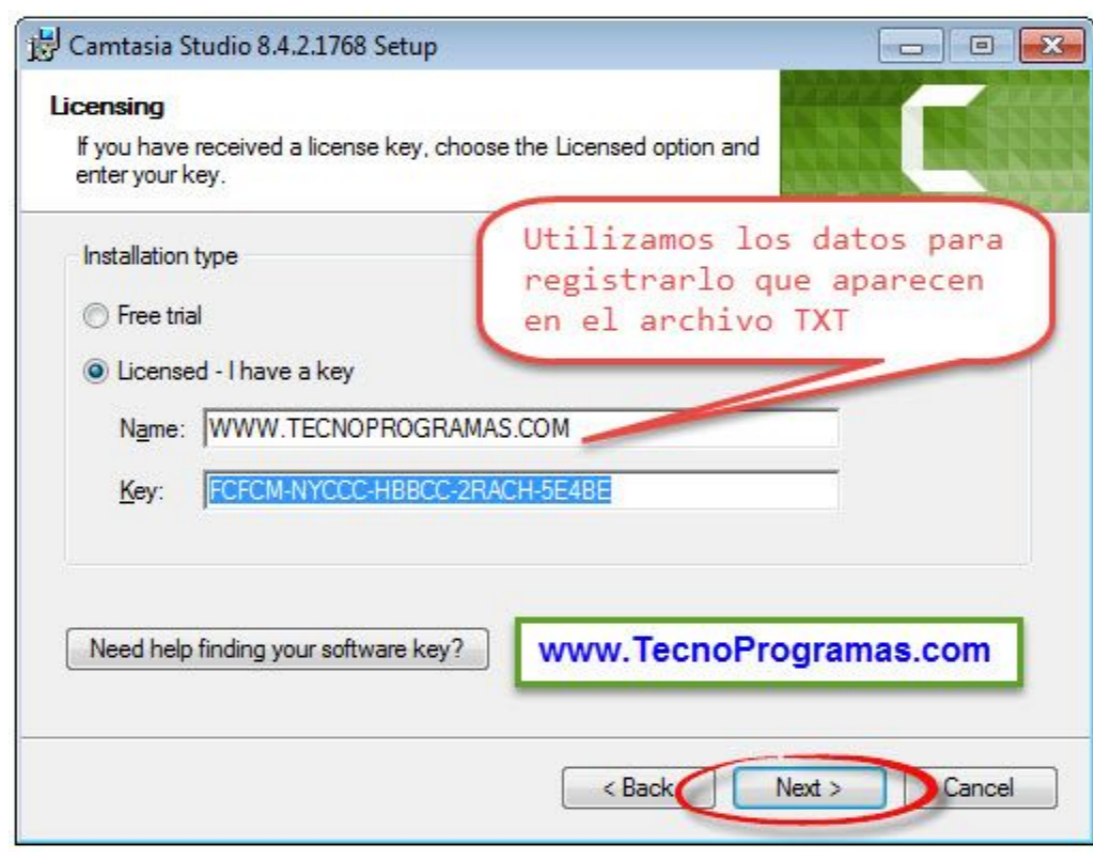 Camtasia Studio 8.4.2.1768 Setup
Licensing
If you have received a license key, choose the Licensed option and
enter your key.
Utilizamos los datos para
registrarlo que aparecen
en el archivo TXT
Installation type
Free trial
Licensed - I have a key
Name: WWW.TECNOPROGRAMAS.COM
Key: FCFCM-NYCCC-HBBCC-2RACH-5E4BE
Need help finding your software key?
www.TecnoProgramas.com
< Back Next > Cancel